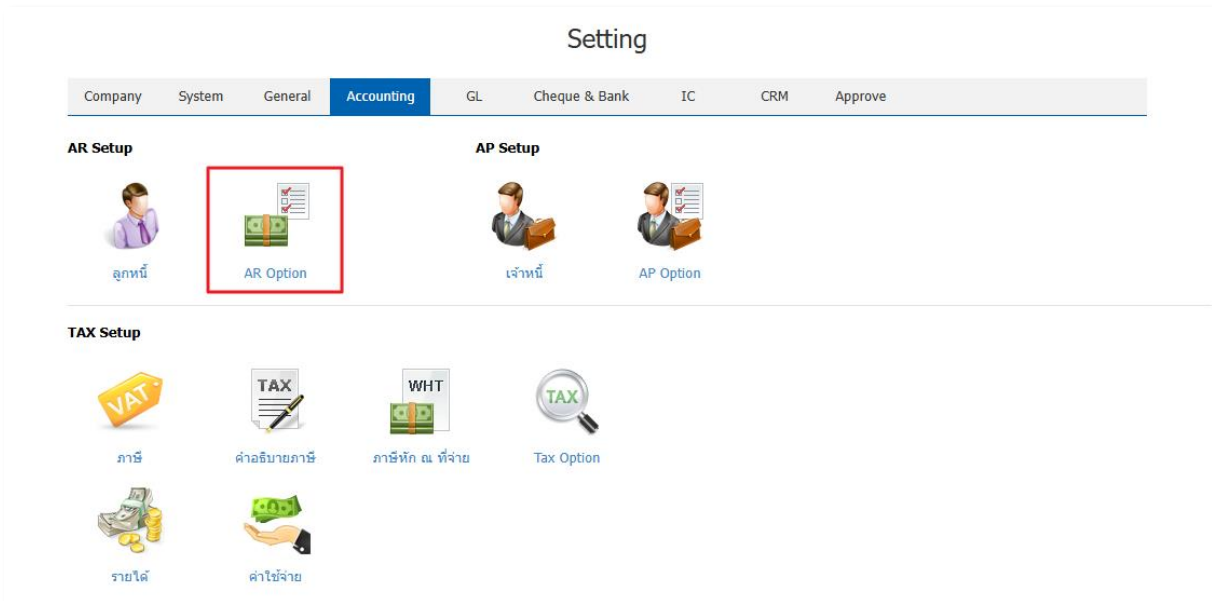 Setting
Company System General Accounting GL Cheque & Bank IC CRM Approve
AR Setup AP Setup
ลูกหนี้ AR Option เจ้าหนี้ AP Option
TAX Setup
VAT TAX WHT TAX
ภาษี คำอธิบายภาษี ภาษีหัก ณ ที่จ่าย Tax Option
รายได้ ค่าใช้จ่าย